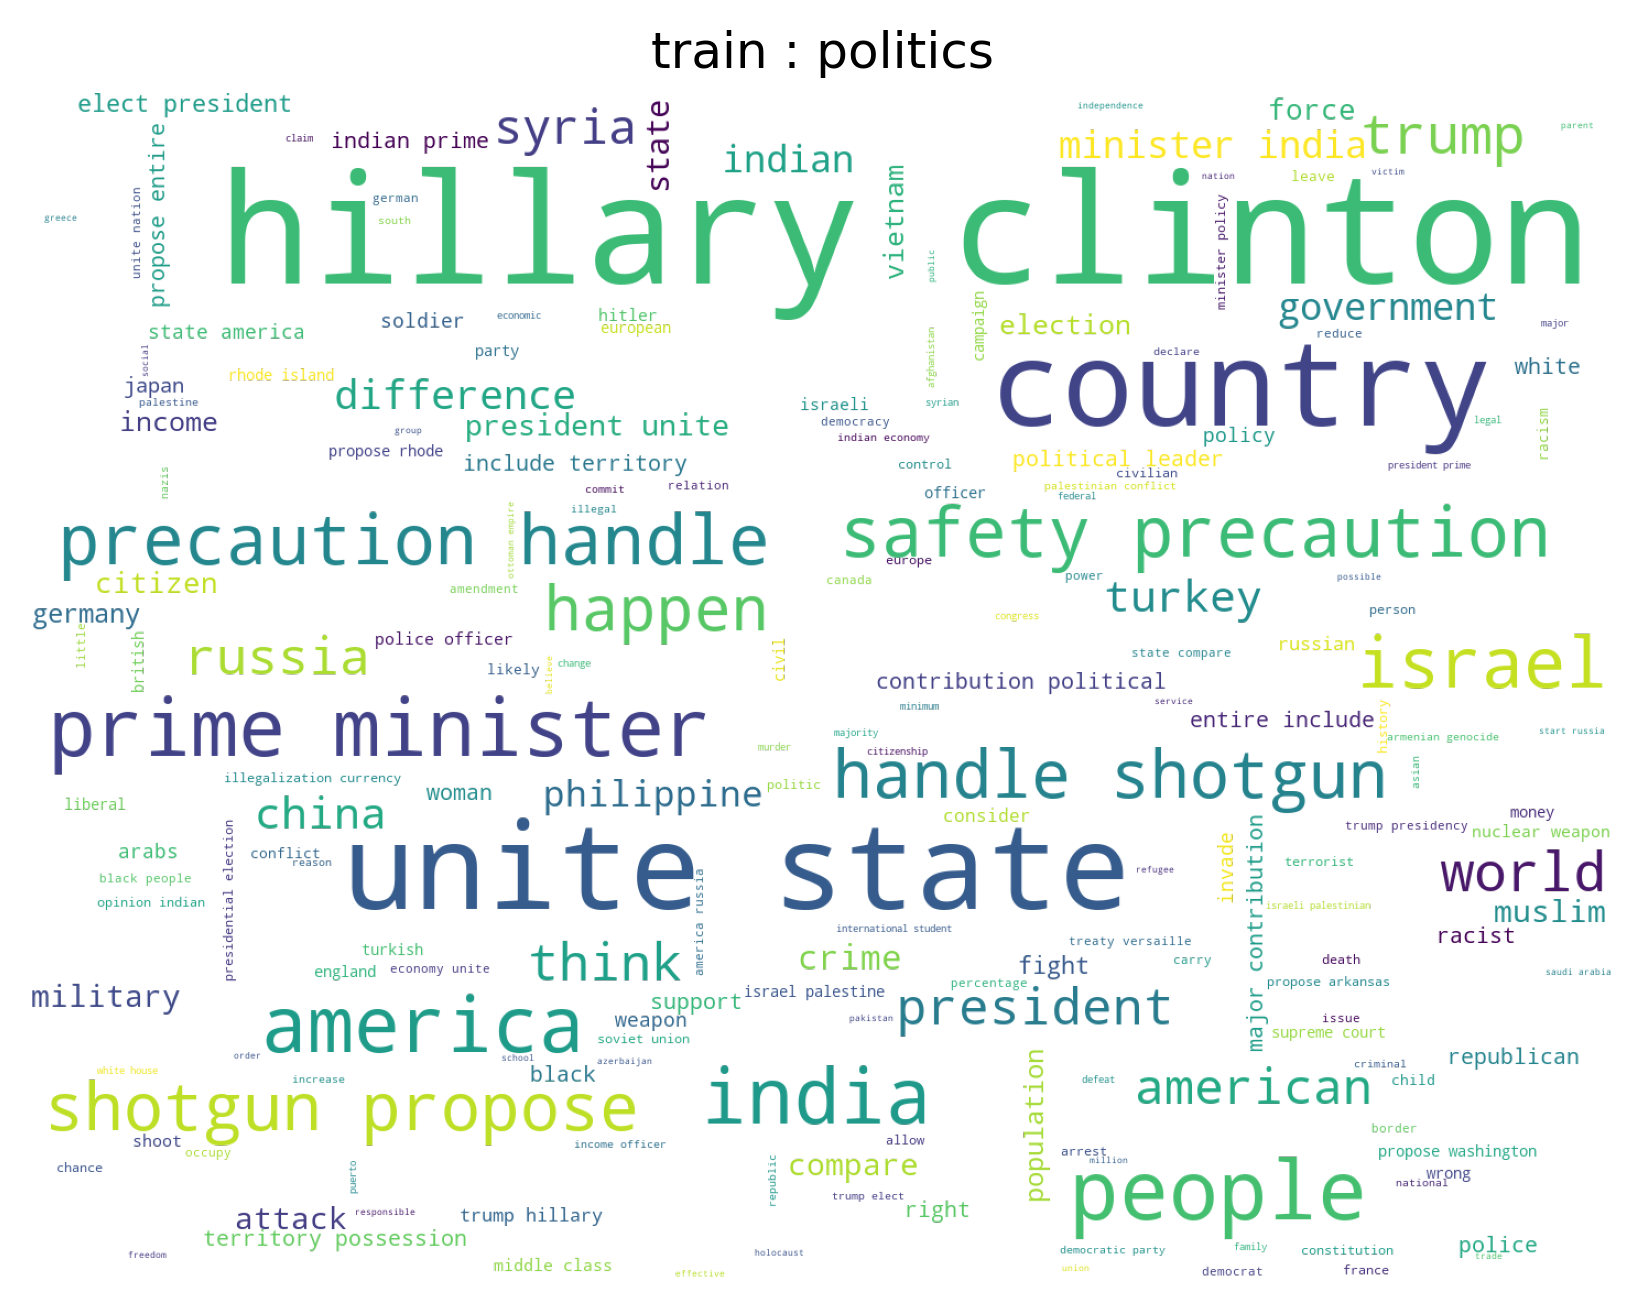 train : politics
elect president
claim
indian prime
syria
state
indian
independence
force
minister india
trump
parent
propose entire
unite nation
greece
german
south
hillary clinton
vietnam
public
nation
leave
victim
minister policy
state america
soldier
economic
hitler
european
party
campaign
election
government
reduce
major
social
japan
palestine
rhode island
income
difference
afghanistan
country
declare
white
israeli
syrian
democracy
indian economy
policy
legal
racism
group
president unite
propose rhode
include territory
control
political leader
civilian
president prime
nazis
commit
relation
officer
palestinian conflict
federal
illegal
ottoman empire
precaution handle
safety precaution
europe
citizen
amendment
canada
power
possible
germany
happen
congress
turkey
person
little
british
russia
police officer
likely
believe
change
civil
state compare
russian
israel
contribution political
prime minister
minimum
service
entire include
history
majority
murder
citizenship
armenian genocide
start russia
asian
illegalization currency
politic
handle shotgun
liberal
china
woman
philippine
consider
money
trump presidency
nuclear weapon
arabs
conflict
reason
presidential election
unite state
refugee
invade
major contribution
terrorist
world
black people
opinion indian
america russia
israeli palestinian
muslim
international student
racist
turkish
england
economy unite
think
crime
treaty versaille
fight
carry
death
saudi arabia
military
support
israel palestine
percentage
propose arkansas
america
weapon
soviet union
pakistan
president
issue
supreme court
order
school
azerbaijan
white house
increase
black
india
population
defeat
american
criminal
child
republican
shotgun propose
shoot
occupy
income officer
allow
border
chance
puerto
republic
compare
arrest
million
people
propose washington
wrong
national
trump elect
attack
responsible
trump hillary
right
territory possession
freedom
holocaust
democratic party
family
constitution
police
trade
middle class
effective
union
democrat
france